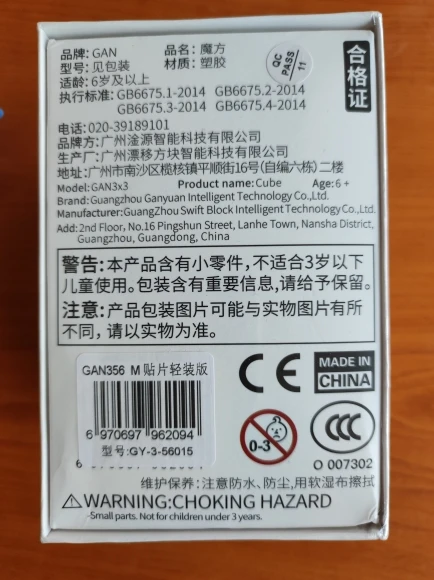 品牌: GAN 品名: 魔方
型号: 见包装 材质: 塑胶
适龄: 6岁及以上
执行标准: GB6675.1-2014 GB6675.2-2014
GB6675.3-2014 GB6675.4-2014
QC
PASS
11
合格证
电话: 020-39189101
品牌方: 广州淦源智能科技有限公司
生产厂: 广州漂移方块智能科技有限公司
地址: 广州市南沙区榄核镇平顺街16号(自编六栋)二楼
Model:GAN3x3 Product name: Cube Age: 6 +
Brand: Guangzhou Ganyuan Intelligent Technology Co.,Ltd.
Manufacturer: GuangZhou Swift Block Intelligent Technology Co.,Ltd.
Add: 2nd Floor, No.16 Pingshun Street, Lanhe Town, Nansha District,
Guangzhou, Guangdong, China
警告: 本产品含有小零件,不适合3岁以下
儿童使用。包装含有重要信息,请给予保留。
注意: 产品包装图片可能与实物图片有所
不同,请以实物为准。
GAN356 M 贴片轻装版
6 970697 962094
型号: GY-3-56015
CE
MADE IN
CHINA
0-3
CCC
O 007302
维护保养: 注意防水、防尘,用软湿布擦拭
WARNING:CHOKING HAZARD
-Small parts. Not for children under 3 years.